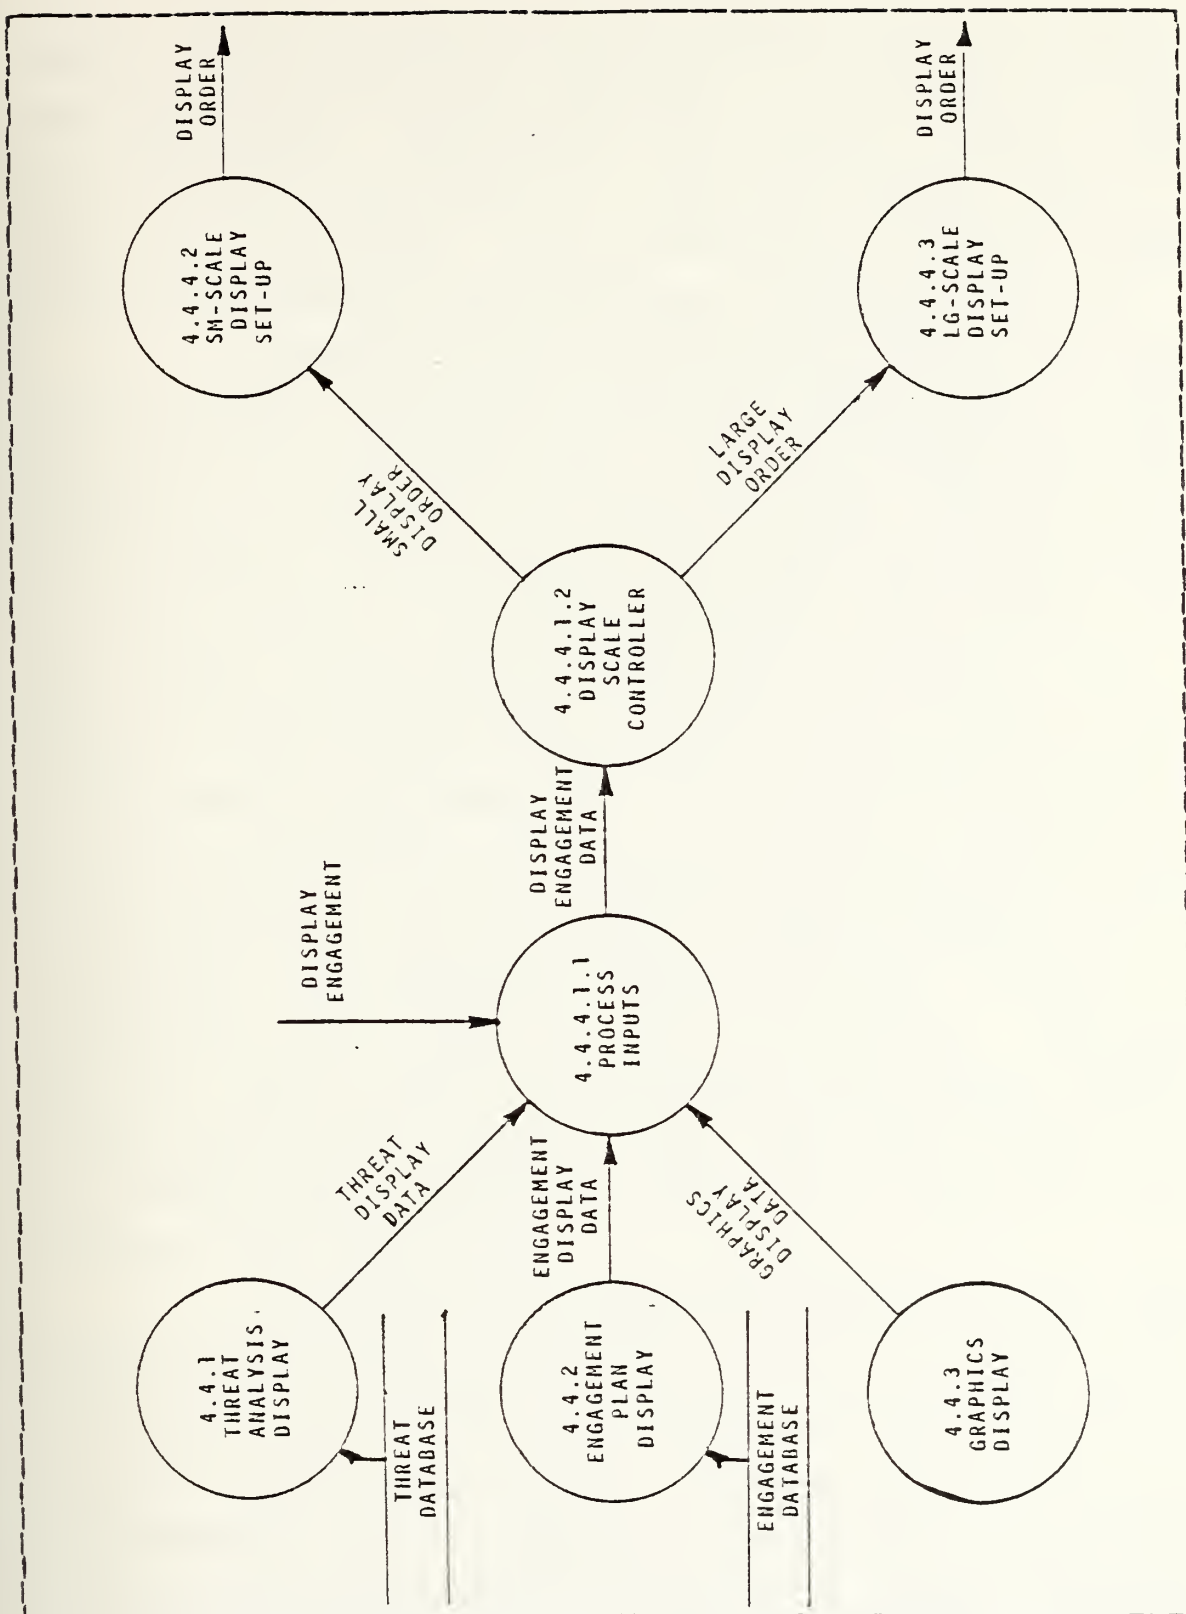 4.4.1
THREAT
ANALYSIS
DISPLAY
THREAT
DATABASE
THREAT
DISPLAY
DATA
4.4.2
ENGAGEMENT
PLAN
DISPLAY
ENGAGEMENT
DATABASE
ENGAGEMENT
DISPLAY
DATA
4.4.3
GRAPHICS
DISPLAY
GRAPHICS
DISPLAY
DATA
DISPLAY
ENGAGEMENT
4.4.4.1.1
PROCESS
INPUTS
DISPLAY
ENGAGEMENT
DATA
4.4.4.1.2
DISPLAY
SCALE
CONTROLLER
SMALL
DISPLAY
ORDER
LARGE
DISPLAY
ORDER
4.4.4.2
SM-SCALE
DISPLAY
SET-UP
DISPLAY
ORDER
4.4.4.3
LG-SCALE
DISPLAY
SET-UP
DISPLAY
ORDER